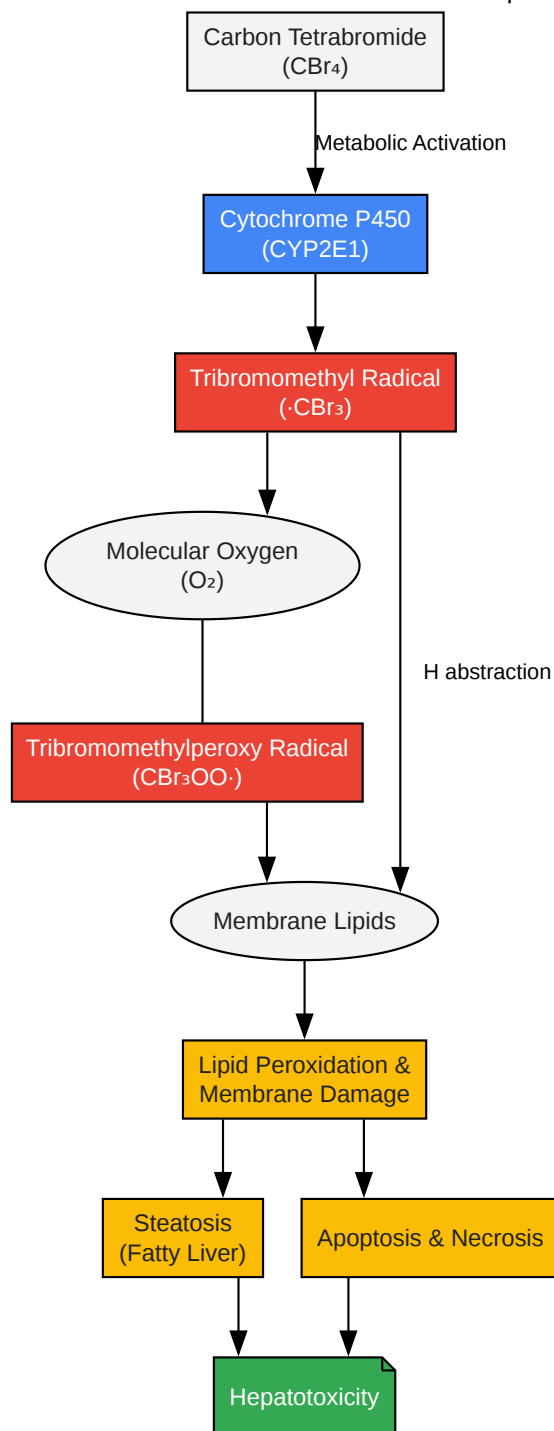 Carbon Tetrabromide
(CBr₄)
Metabolic Activation
Cytochrome P450
(CYP2E1)
Tribromomethyl Radical
(·CBr₃)
Molecular Oxygen
(O₂)
H abstraction
Tribromomethylperoxy Radical
(CBr₃OO·)
Membrane Lipids
Lipid Peroxidation &
Membrane Damage
Steatosis
(Fatty Liver)
Apoptosis & Necrosis
Hepatotoxicity